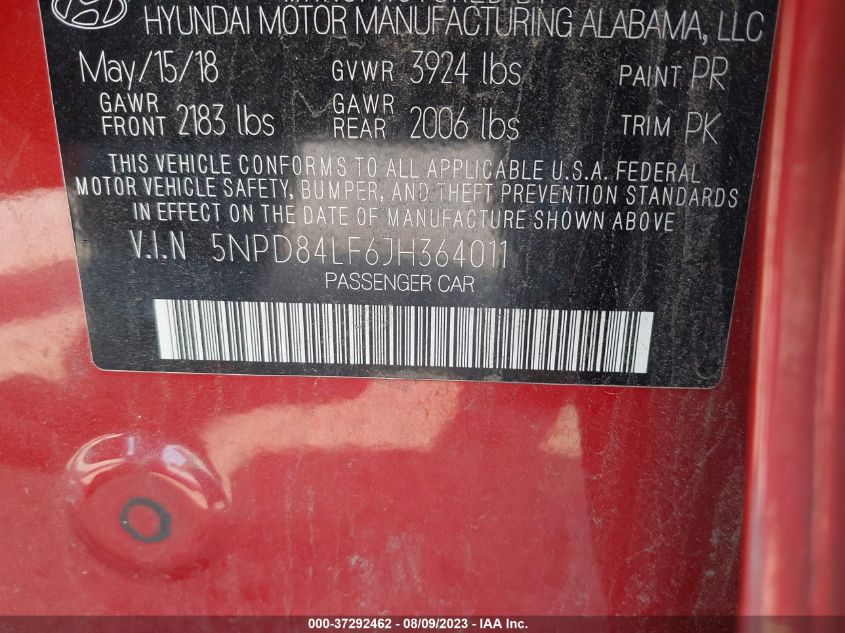 MANUFACTURED BY
HYUNDAI MOTOR MANUFACTURING ALABAMA, LLC
May/15/18 GVWR 3924 lbs PAINT PR
GAWR FRONT 2183 lbs GAWR REAR 2006 lbs TRIM PK
THIS VEHICLE CONFORMS TO ALL APPLICABLE U.S.A. FEDERAL
MOTOR VEHICLE SAFETY, BUMPER, AND THEFT PREVENTION STANDARDS
IN EFFECT ON THE DATE OF MANUFACTURE SHOWN ABOVE
V.I.N 5NPD84LF6JH364011
PASSENGER CAR
000-37292462 - 08/09/2023 - IAA Inc.